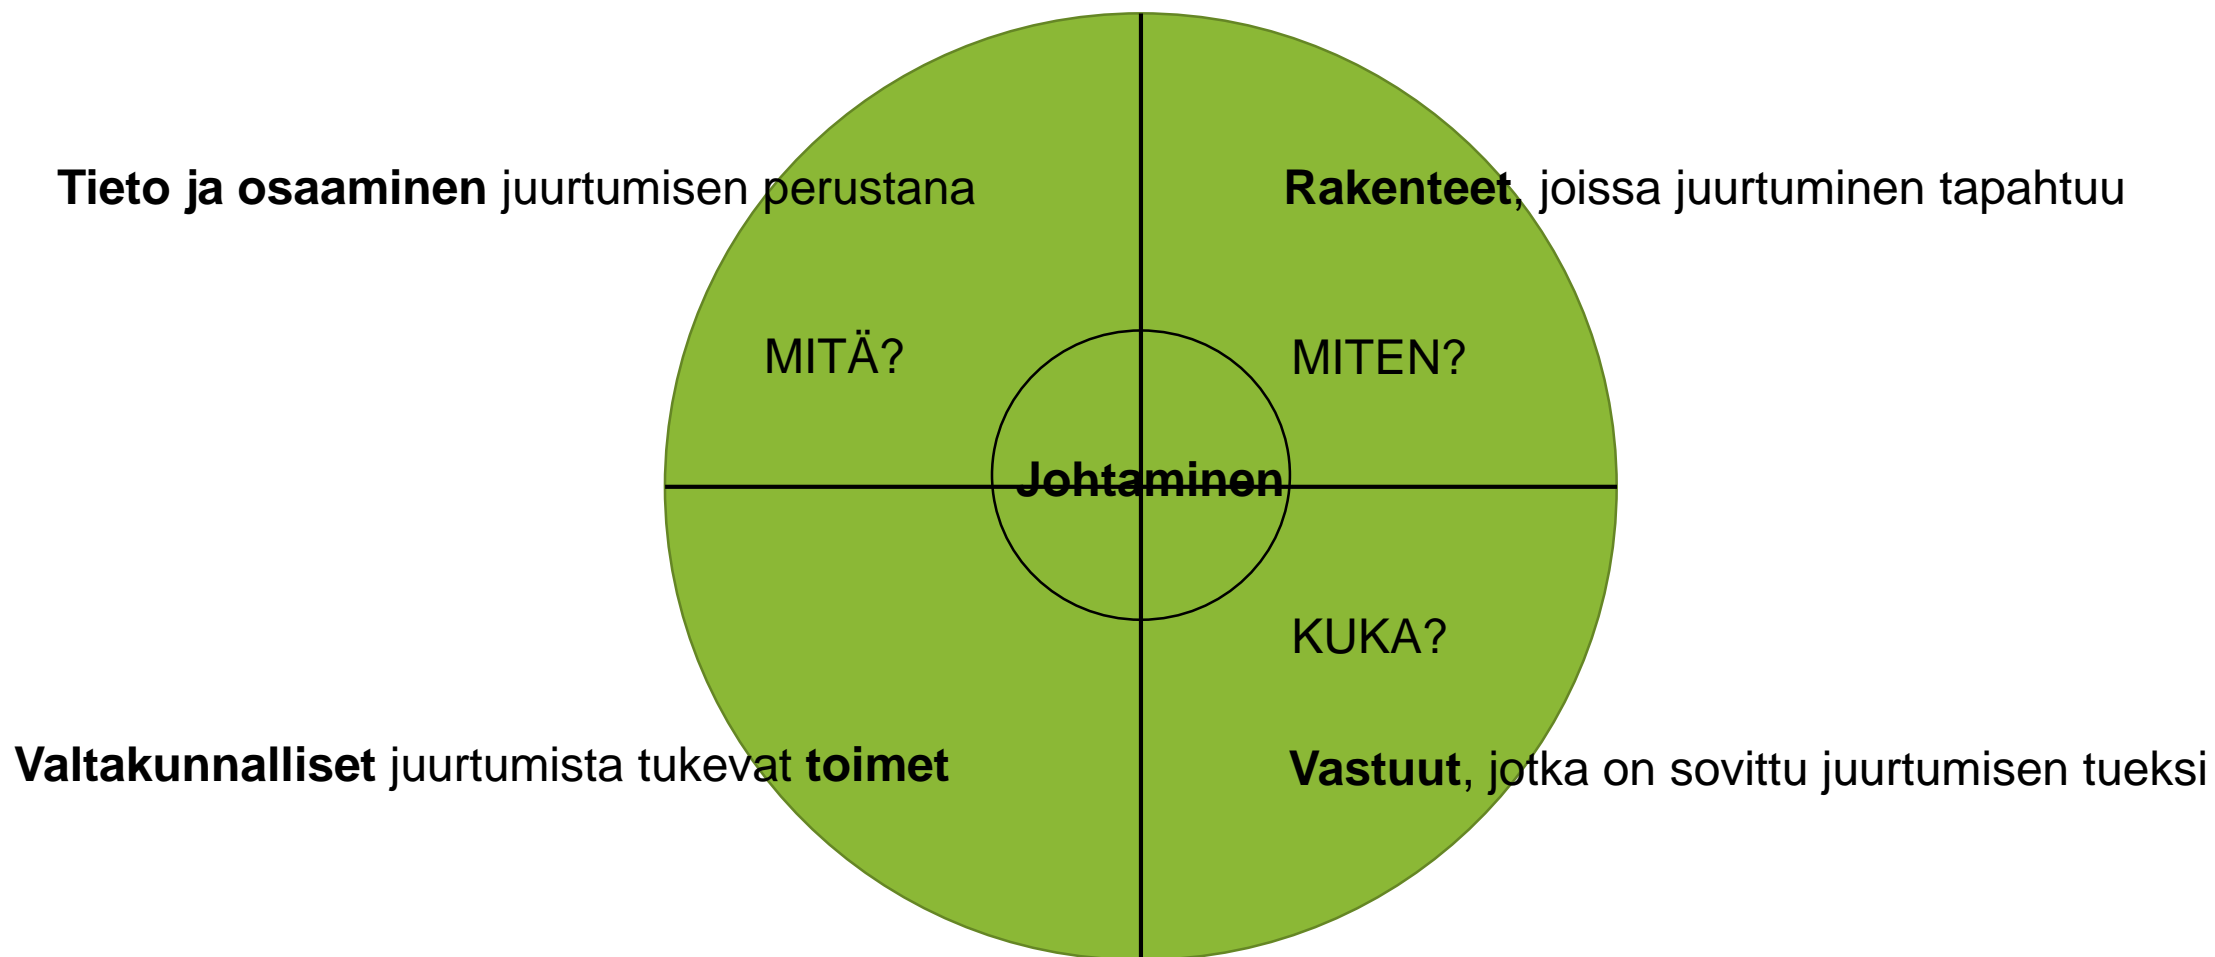 Tieto ja osaaminen juurtumisen perustana
Rakenteet, joissa juurtuminen tapahtuu
MITÄ?
MITEN?
Johtaminen
KUKA?
Valtakunnalliset juurtumista tukevat toimet
Vastuut, jotka on sovittu juurtumisen tueksi